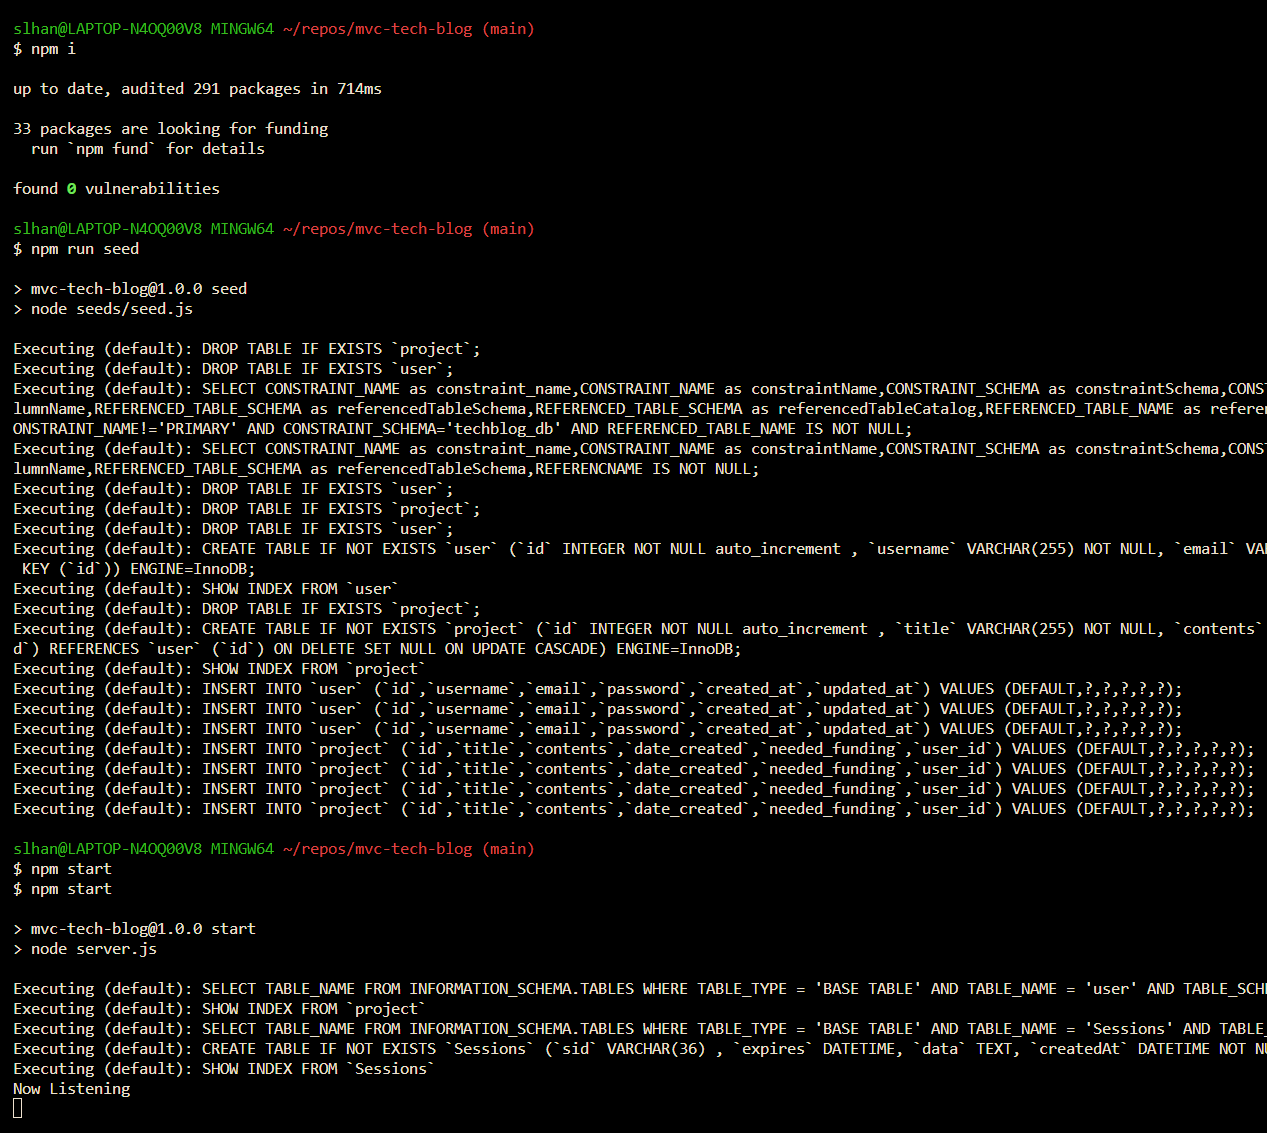 slhan@LAPTOP-N4OQ00V8 MINGW64 ~/repos/mvc-tech-blog (main)
$ npm i
up to date, audited 291 packages in 714ms
33 packages are looking for funding
  run `npm fund` for details
found 0 vulnerabilities
slhan@LAPTOP-N4OQ00V8 MINGW64 ~/repos/mvc-tech-blog (main)
$ npm run seed
> mvc-tech-blog@1.0.0 seed
> node seeds/seed.js
Executing (default): DROP TABLE IF EXISTS `project`;
Executing (default): DROP TABLE IF EXISTS `user`;
Executing (default): SELECT CONSTRAINT_NAME as constraint_name,CONSTRAINT_NAME as constraintName,CONSTRAINT_SCHEMA as constraintSchema,CONST
lumnName,REFERENCED_TABLE_SCHEMA as referencedTableSchema,REFERENCED_TABLE_SCHEMA as referencedTableCatalog,REFERENCED_TABLE_NAME as referen
ONSTRAINT_NAME!='PRIMARY' AND CONSTRAINT_SCHEMA='techblog_db' AND REFERENCED_TABLE_NAME IS NOT NULL;
Executing (default): SELECT CONSTRAINT_NAME as constraint_name,CONSTRAINT_NAME as constraintName,CONSTRAINT_SCHEMA as constraintSchema,CONST
lumnName,REFERENCED_TABLE_SCHEMA as referencedTableSchema,REFERENCNAME IS NOT NULL;
Executing (default): DROP TABLE IF EXISTS `user`;
Executing (default): DROP TABLE IF EXISTS `project`;
Executing (default): DROP TABLE IF EXISTS `user`;
Executing (default): CREATE TABLE IF NOT EXISTS `user` (`id` INTEGER NOT NULL auto_increment , `username` VARCHAR(255) NOT NULL, `email` VAR
 KEY (`id`)) ENGINE=InnoDB;
Executing (default): SHOW INDEX FROM `user`
Executing (default): DROP TABLE IF EXISTS `project`;
Executing (default): CREATE TABLE IF NOT EXISTS `project` (`id` INTEGER NOT NULL auto_increment , `title` VARCHAR(255) NOT NULL, `contents`
d`) REFERENCES `user` (`id`) ON DELETE SET NULL ON UPDATE CASCADE) ENGINE=InnoDB;
Executing (default): SHOW INDEX FROM `project`
Executing (default): INSERT INTO `user` (`id`,`username`,`email`,`password`,`created_at`,`updated_at`) VALUES (DEFAULT,?,?,?,?,?);
Executing (default): INSERT INTO `user` (`id`,`username`,`email`,`password`,`created_at`,`updated_at`) VALUES (DEFAULT,?,?,?,?,?);
Executing (default): INSERT INTO `user` (`id`,`username`,`email`,`password`,`created_at`,`updated_at`) VALUES (DEFAULT,?,?,?,?,?);
Executing (default): INSERT INTO `project` (`id`,`title`,`contents`,`date_created`,`needed_funding`,`user_id`) VALUES (DEFAULT,?,?,?,?,?);
Executing (default): INSERT INTO `project` (`id`,`title`,`contents`,`date_created`,`needed_funding`,`user_id`) VALUES (DEFAULT,?,?,?,?,?);
Executing (default): INSERT INTO `project` (`id`,`title`,`contents`,`date_created`,`needed_funding`,`user_id`) VALUES (DEFAULT,?,?,?,?,?);
Executing (default): INSERT INTO `project` (`id`,`title`,`contents`,`date_created`,`needed_funding`,`user_id`) VALUES (DEFAULT,?,?,?,?,?);
slhan@LAPTOP-N4OQ00V8 MINGW64 ~/repos/mvc-tech-blog (main)
$ npm start
$ npm start
> mvc-tech-blog@1.0.0 start
> node server.js
Executing (default): SELECT TABLE_NAME FROM INFORMATION_SCHEMA.TABLES WHERE TABLE_TYPE = 'BASE TABLE' AND TABLE_NAME = 'user' AND TABLE_SCHE
Executing (default): SHOW INDEX FROM `project`
Executing (default): SELECT TABLE_NAME FROM INFORMATION_SCHEMA.TABLES WHERE TABLE_TYPE = 'BASE TABLE' AND TABLE_NAME = 'Sessions' AND TABLE_
Executing (default): CREATE TABLE IF NOT EXISTS `Sessions` (`sid` VARCHAR(36) , `expires` DATETIME, `data` TEXT, `createdAt` DATETIME NOT NU
Executing (default): SHOW INDEX FROM `Sessions`
Now Listening